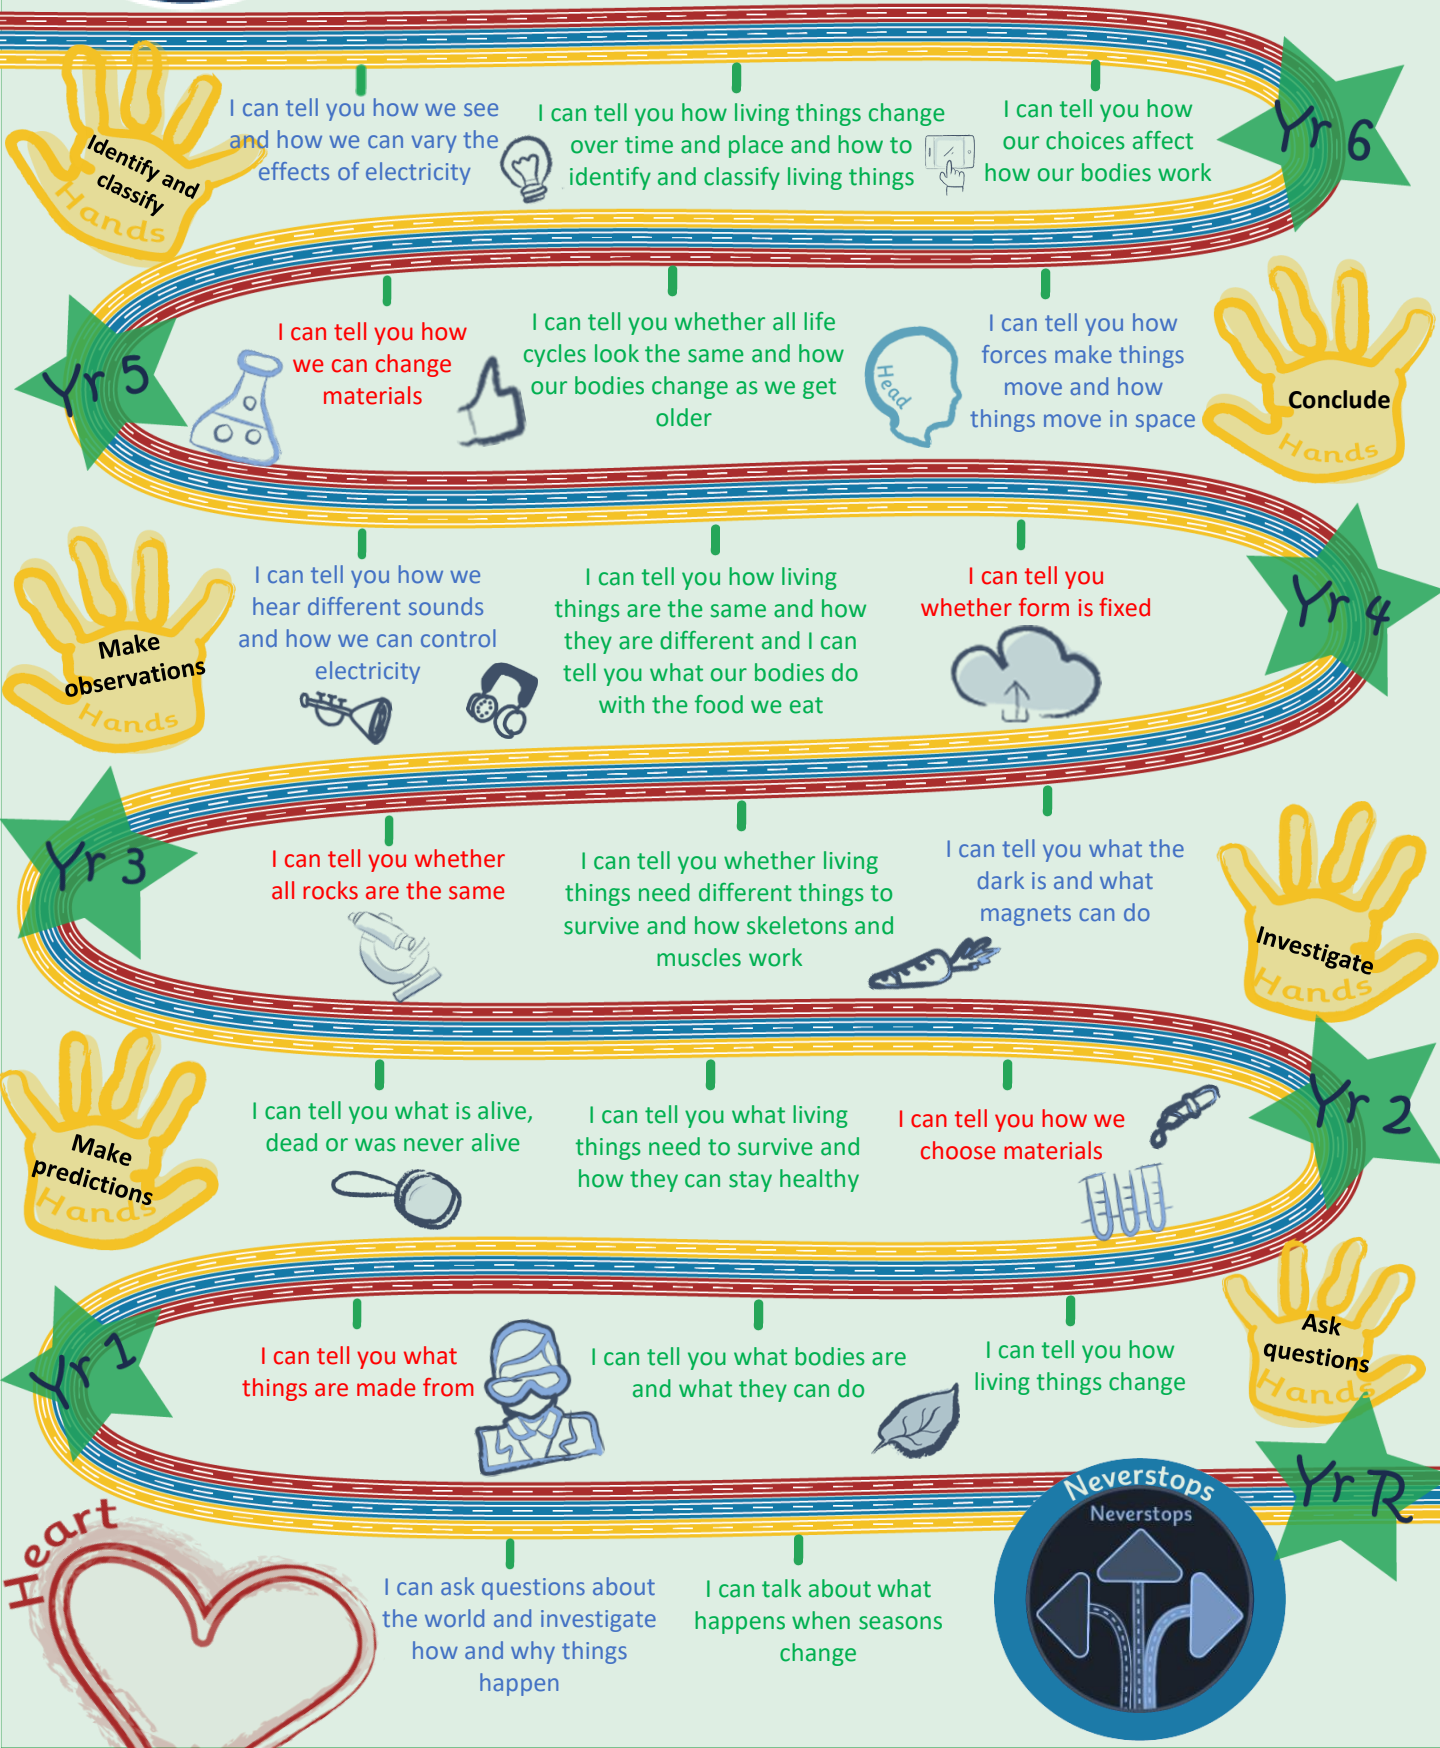 Identify and
classify
Hands
I can tell you how we see
and how we can vary the
effects of electricity
I can tell you how living things change
over time and place and how to
identify and classify living things
I can tell you how
our choices affect
how our bodies work
Yr 6
Yr 5
I can tell you how
we can change
materials
I can tell you whether all life
cycles look the same and how
our bodies change as we get
older
Head
I can tell you how
forces make things
move and how
things move in space
Conclude
Hands
Make
observations
Hands
I can tell you how we
hear different sounds
and how we can control
electricity
I can tell you how living
things are the same and how
they are different and I can
tell you what our bodies do
with the food we eat
I can tell you
whether form is fixed
Yr 4
Yr 3
I can tell you whether
all rocks are the same
I can tell you whether living
things need different things to
survive and how skeletons and
muscles work
I can tell you what the
dark is and what
magnets can do
Investigate
Hands
Make
predictions
Hands
I can tell you what is alive,
dead or was never alive
I can tell you what living
things need to survive and
how they can stay healthy
I can tell you how we
choose materials
Yr 2
Yr 1
I can tell you what
things are made from
I can tell you what bodies are
and what they can do
I can tell you how
living things change
Ask
questions
Hands
Yr R
Heart
I can ask questions about
the world and investigate
how and why things
happen
I can talk about what
happens when seasons
change
Neverstops
Neverstops